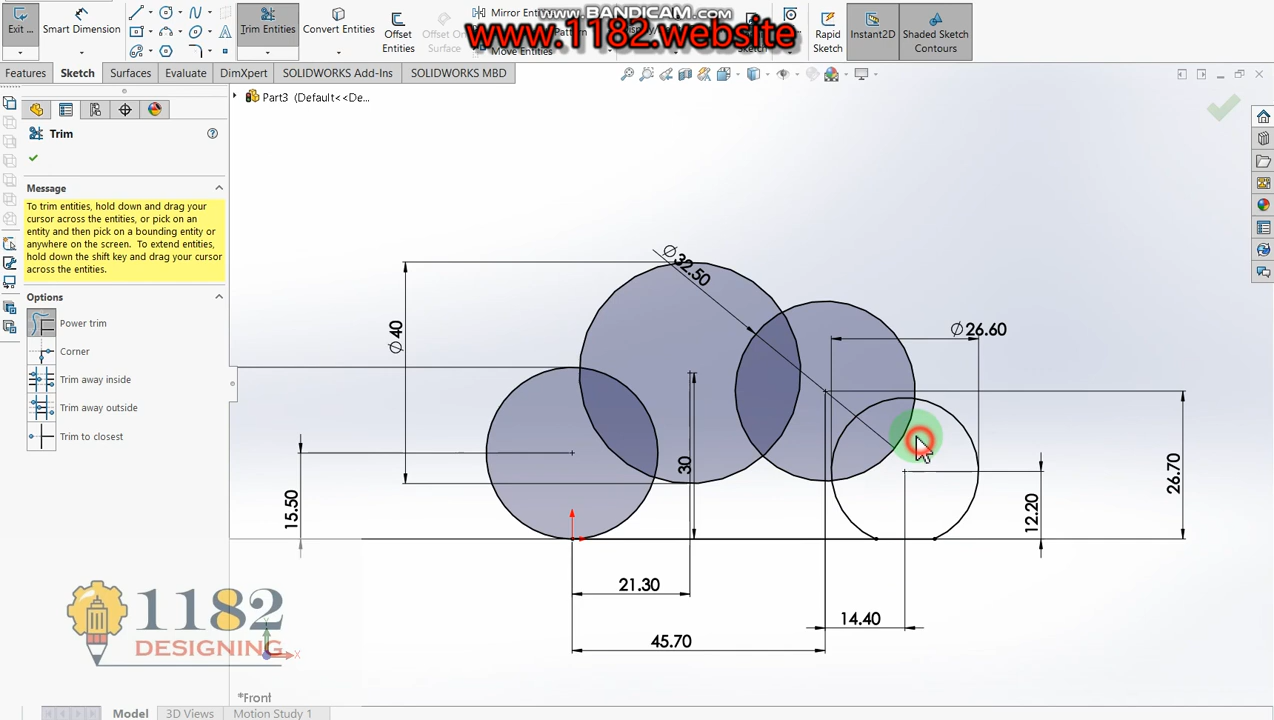 www.BANDICAM.com
www.1182.website
Exit ...
Smart Dimension
Trim Entities
Convert Entities
Offset Entities
Offset On Surface
Mirror Entities
Move Entities
Rapid Sketch
Instant2D
Shaded Sketch Contours
Features
Sketch
Surfaces
Evaluate
DimXpert
SOLIDWORKS Add-Ins
SOLIDWORKS MBD
Part3 (Default<<De...
Trim
Message
To trim entities, hold down and drag your
cursor across the entities, or pick on an
entity and then pick on a bounding entity or
anywhere on the screen. To extend entities,
hold down the shift key and drag your cursor
across the entities.
Options
Power trim
Corner
Trim away inside
Trim away outside
Trim to closest
∅32.50
∅40
∅26.60
30
15.50
12.20
26.70
21.30
14.40
45.70
1182
DESIGNING
Y
X
*Front
Model
3D Views
Motion Study 1